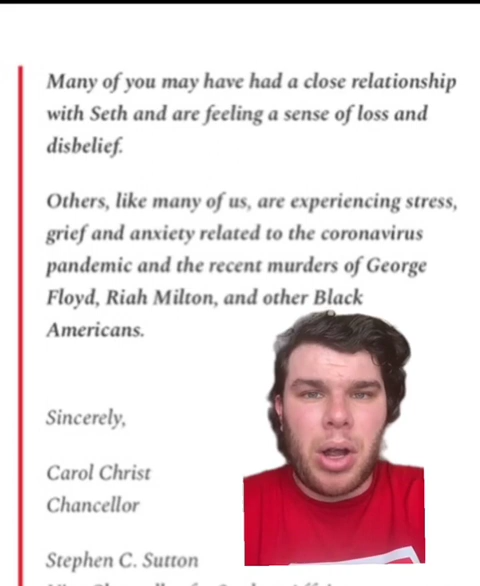 Many of you may have had a close relationship
with Seth and are feeling a sense of loss and
disbelief.
Others, like many of us, are experiencing stress,
grief and anxiety related to the coronavirus
pandemic and the recent murders of George
Floyd, Riah Milton, and other Black
Americans.
Sincerely,
Carol Christ
Chancellor
Stephen C. Sutton